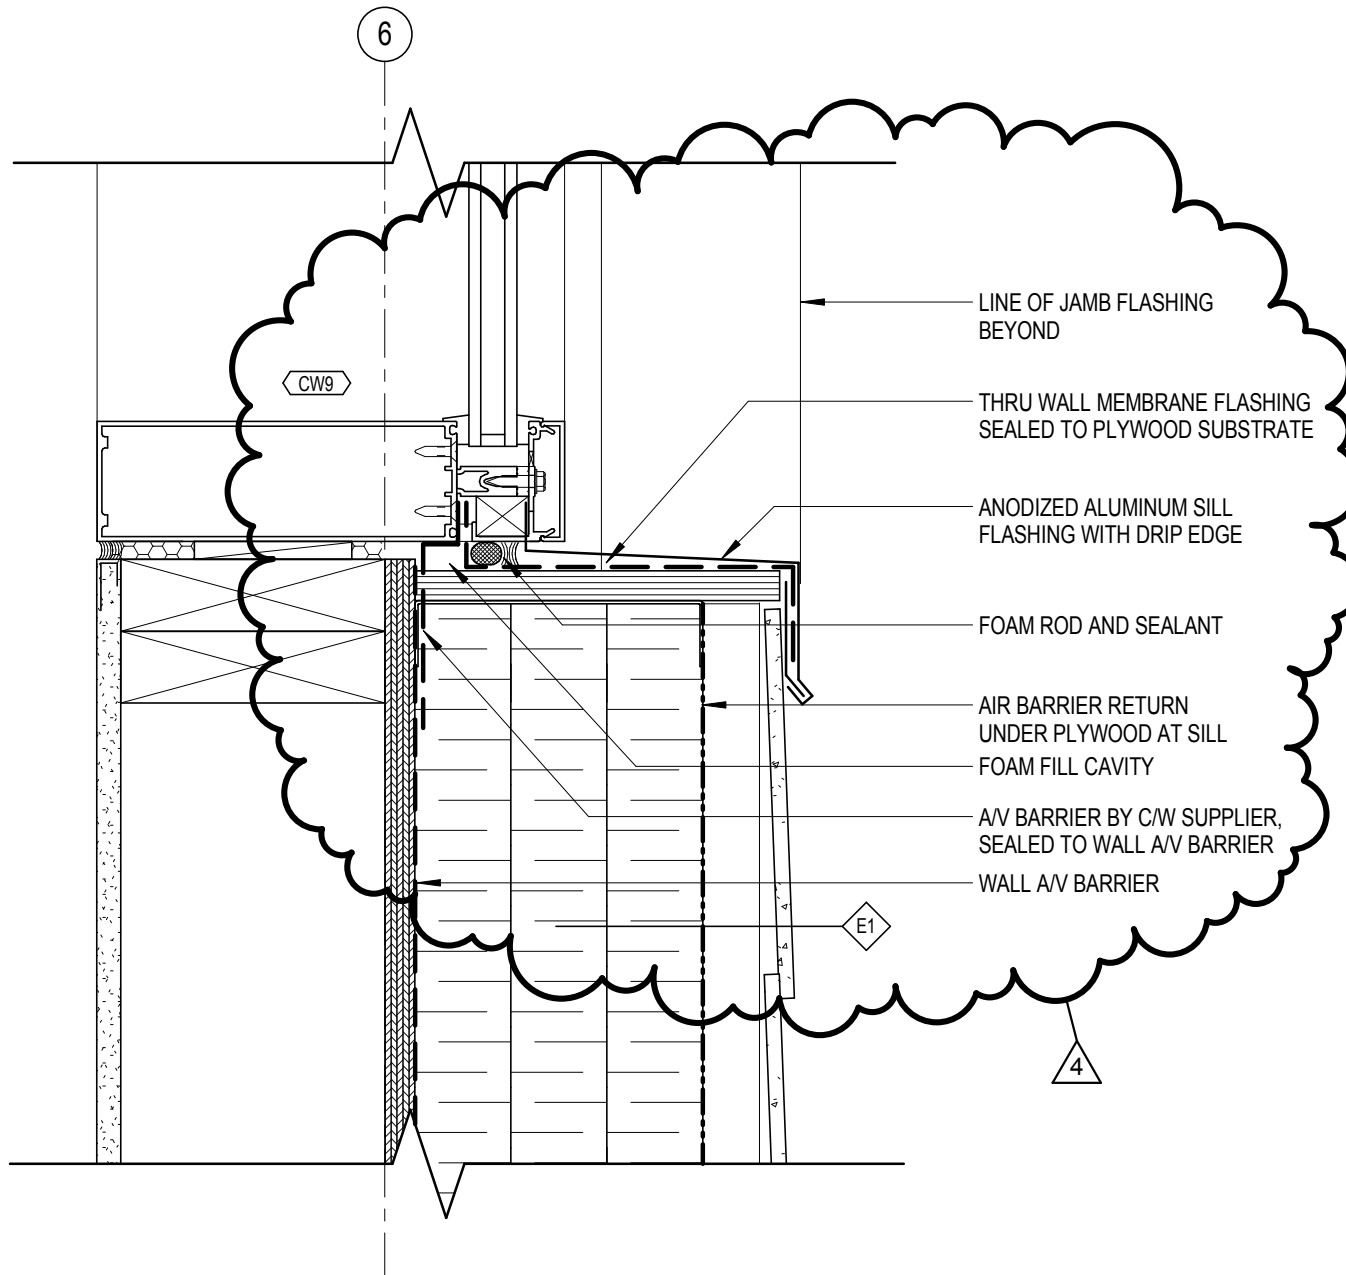 6
CW9
LINE OF JAMB FLASHING
BEYOND
THRU WALL MEMBRANE FLASHING
SEALED TO PLYWOOD SUBSTRATE
ANODIZED ALUMINUM SILL
FLASHING WITH DRIP EDGE
FOAM ROD AND SEALANT
AIR BARRIER RETURN
UNDER PLYWOOD AT SILL
FOAM FILL CAVITY
A/V BARRIER BY C/W SUPPLIER,
SEALED TO WALL A/V BARRIER
WALL A/V BARRIER
E1
4